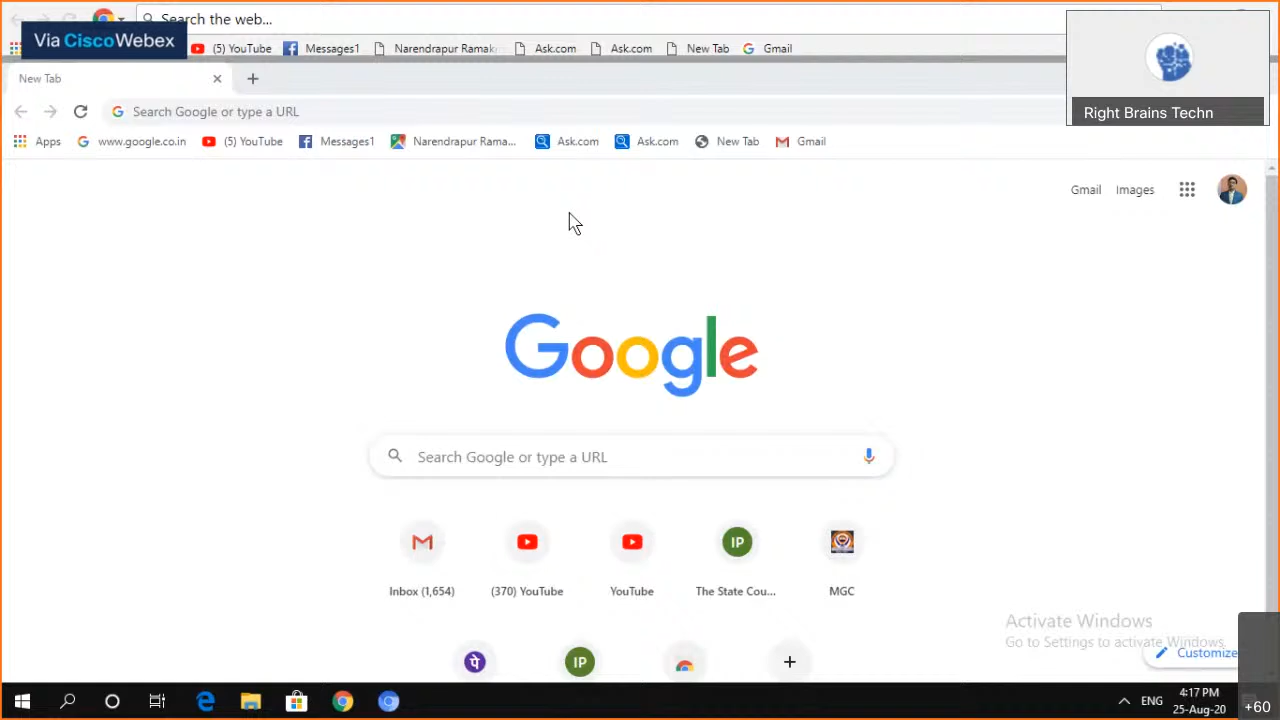 Search the web...
Via CiscoWebex
(5) YouTube
Messages1
Narendrapur Ramak
Ask.com
Ask.com
New Tab
Gmail
New Tab
Search Google or type a URL
Right Brains Techn
Apps
www.google.co.in
(5) YouTube
Messages1
Narendrapur Rama...
Ask.com
Ask.com
New Tab
Gmail
Gmail
Images
Google
Search Google or type a URL
IP
Inbox (1,654)
(370) YouTube
YouTube
The State Cou...
MGC
पे
IP
Activate Windows
Go to Settings to activate Windows.
Customize
ENG
4:17 PM
25-Aug-20
+60